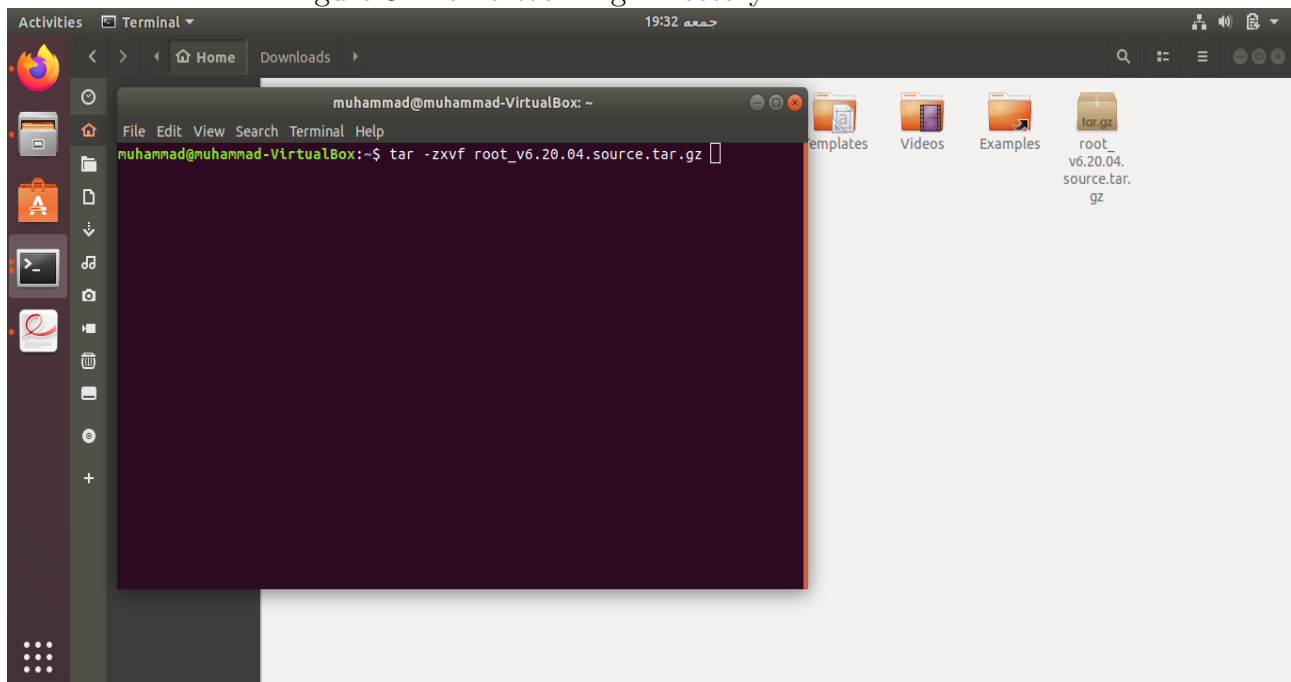 Activities Terminal
جمعه 19:32
Home Downloads
muhammad@muhammad-VirtualBox: ~
File Edit View Search Terminal Help
muhammad@muhammad-VirtualBox:~$ tar -zxvf root_v6.20.04.source.tar.gz
emplates
Videos
Examples
tar.gz
root_
v6.20.04.
source.tar.
gz